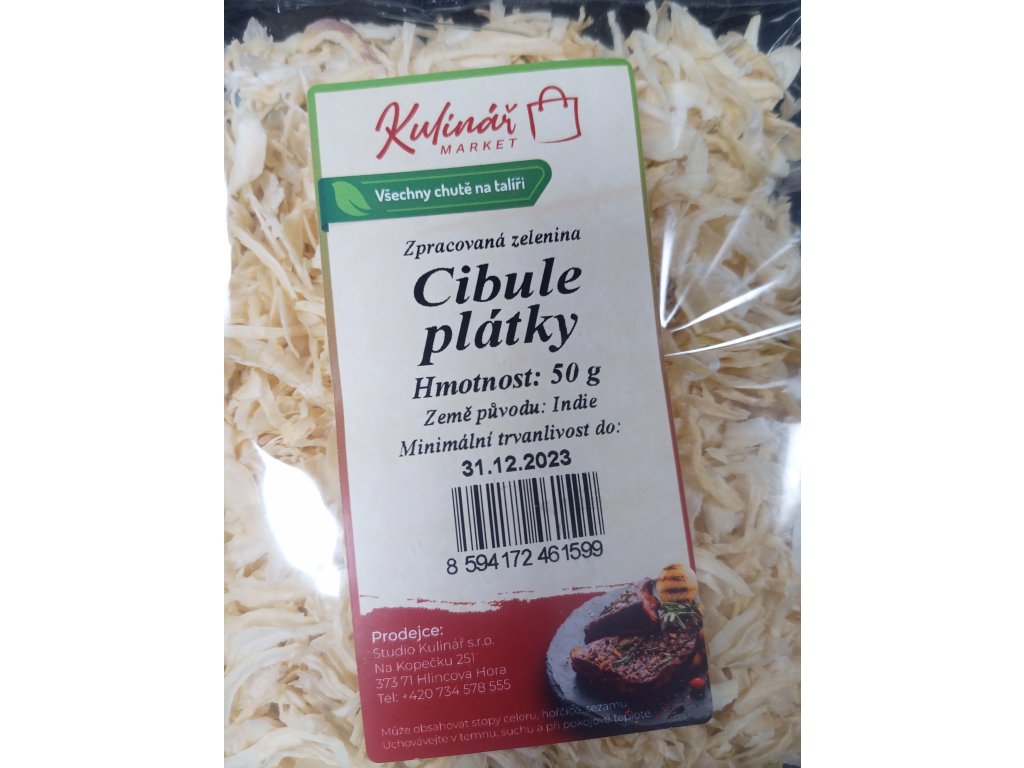 Kulinář
MARKET
Všechny chutě na talíři
Zpracovaná zelenina
Cibule
plátky
Hmotnost: 50 g
Země původu: Indie
Minimální trvanlivost do:
31.12.2023
8 594172 461599
Prodejce:
Studio Kulinář s.r.o.
Na Kopečku 251
373 71 Hlincova Hora
Tel: +420 734 578 555
Může obsahovat stopy celeru, hořčice, sezamu.
Uchovávejte v temnu, suchu a při pokojové teplotě